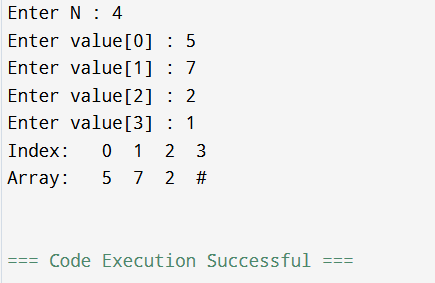 Enter N : 4
Enter value[0] : 5
Enter value[1] : 7
Enter value[2] : 2
Enter value[3] : 1
Index:   0  1  2  3
Array:   5  7  2  #
=== Code Execution Successful ===